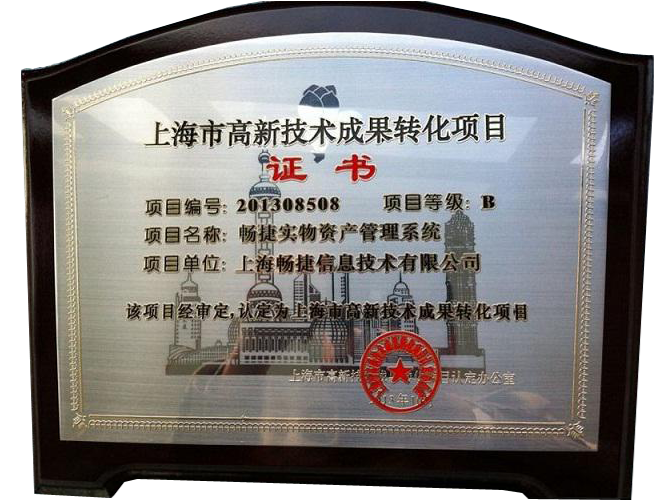 上海市高新技术成果转化项目
证书
项目编号: 201308508 项目等级: B
项目名称: 畅捷实物资产管理系统
项目单位: 上海畅捷信息技术有限公司
该项目经审定,认定为上海市高新技术成果转化项目
上海市高新技 项目认定办公室